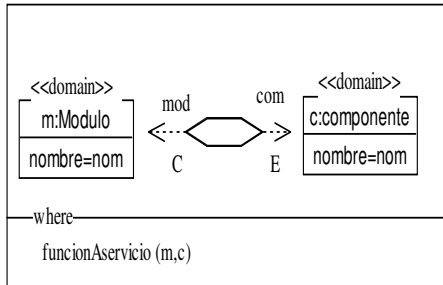 <<domain>>
m:Modulo
nombre=nom
mod
com
C
E
<<domain>>
c:componente
nombre=nom
where
funcionAservicio (m,c)